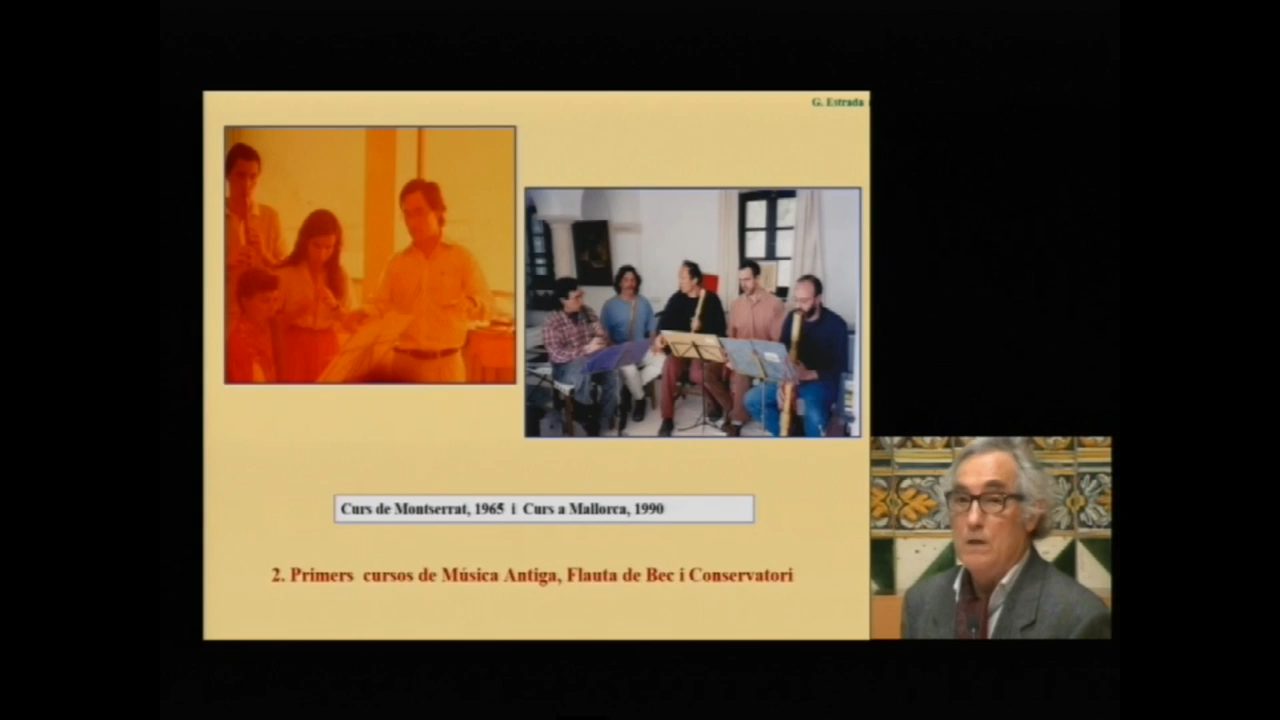 G. Estrada
Curs de Montserrat, 1965 i Curs a Mallorca, 1990
2. Primers cursos de Música Antiga, Flauta de Bec i Conservatori